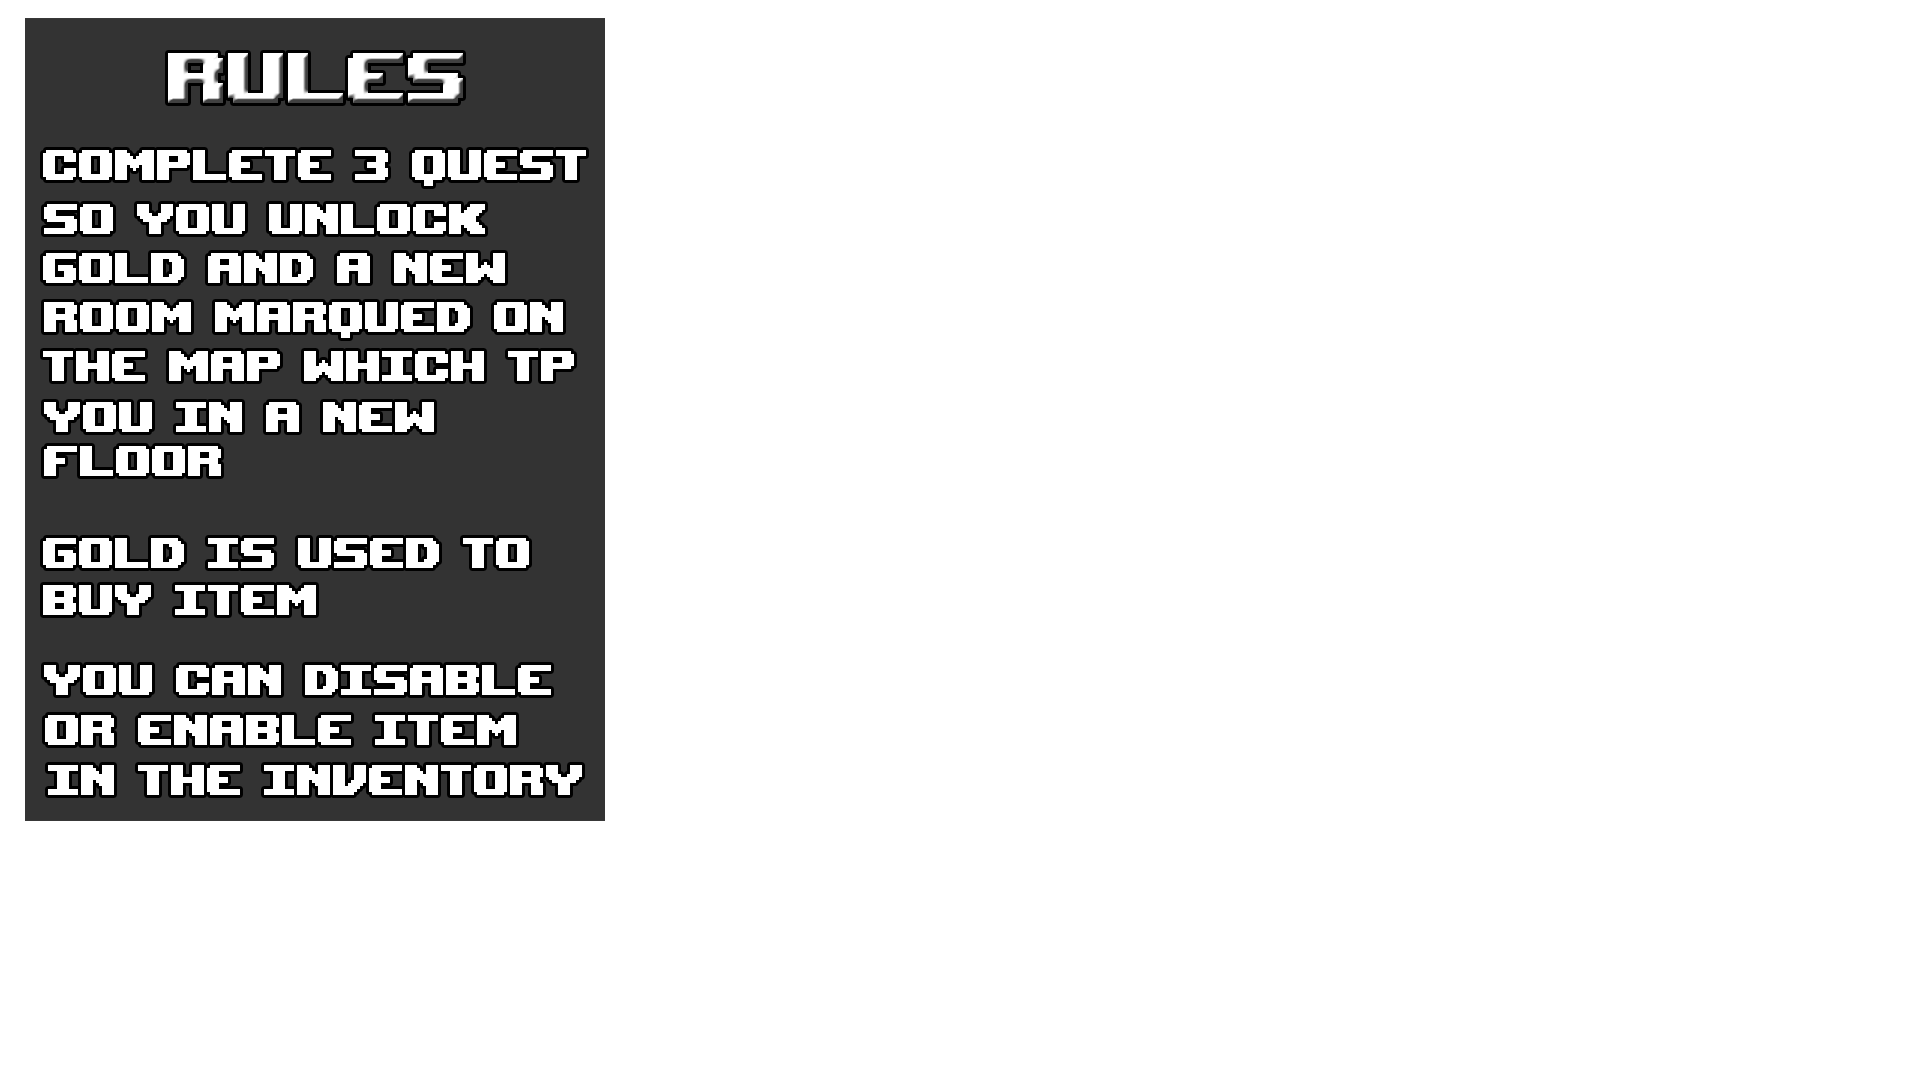 RULES
COMPLETE 3 QUEST
SO YOU UNLOCK
GOLD AND A NEW
ROOM MARQUED ON
THE MAP WHICH TP
YOU IN A NEW
FLOOR
GOLD IS USED TO
BUY ITEM
YOU CAN DISABLE
OR ENABLE ITEM
IN THE INVENTORY